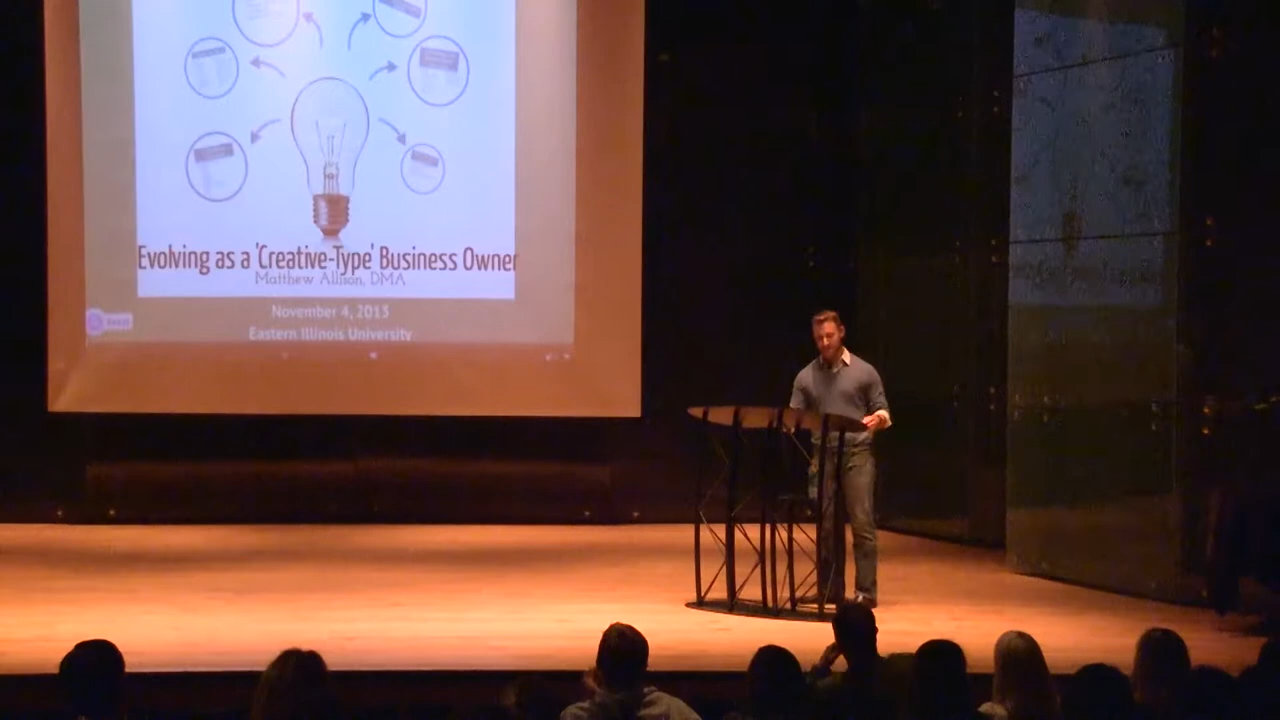 Evolving as a 'Creative-Type' Business Owner
Matthew Allison, DMA
November 4, 2013
Eastern Illinois University